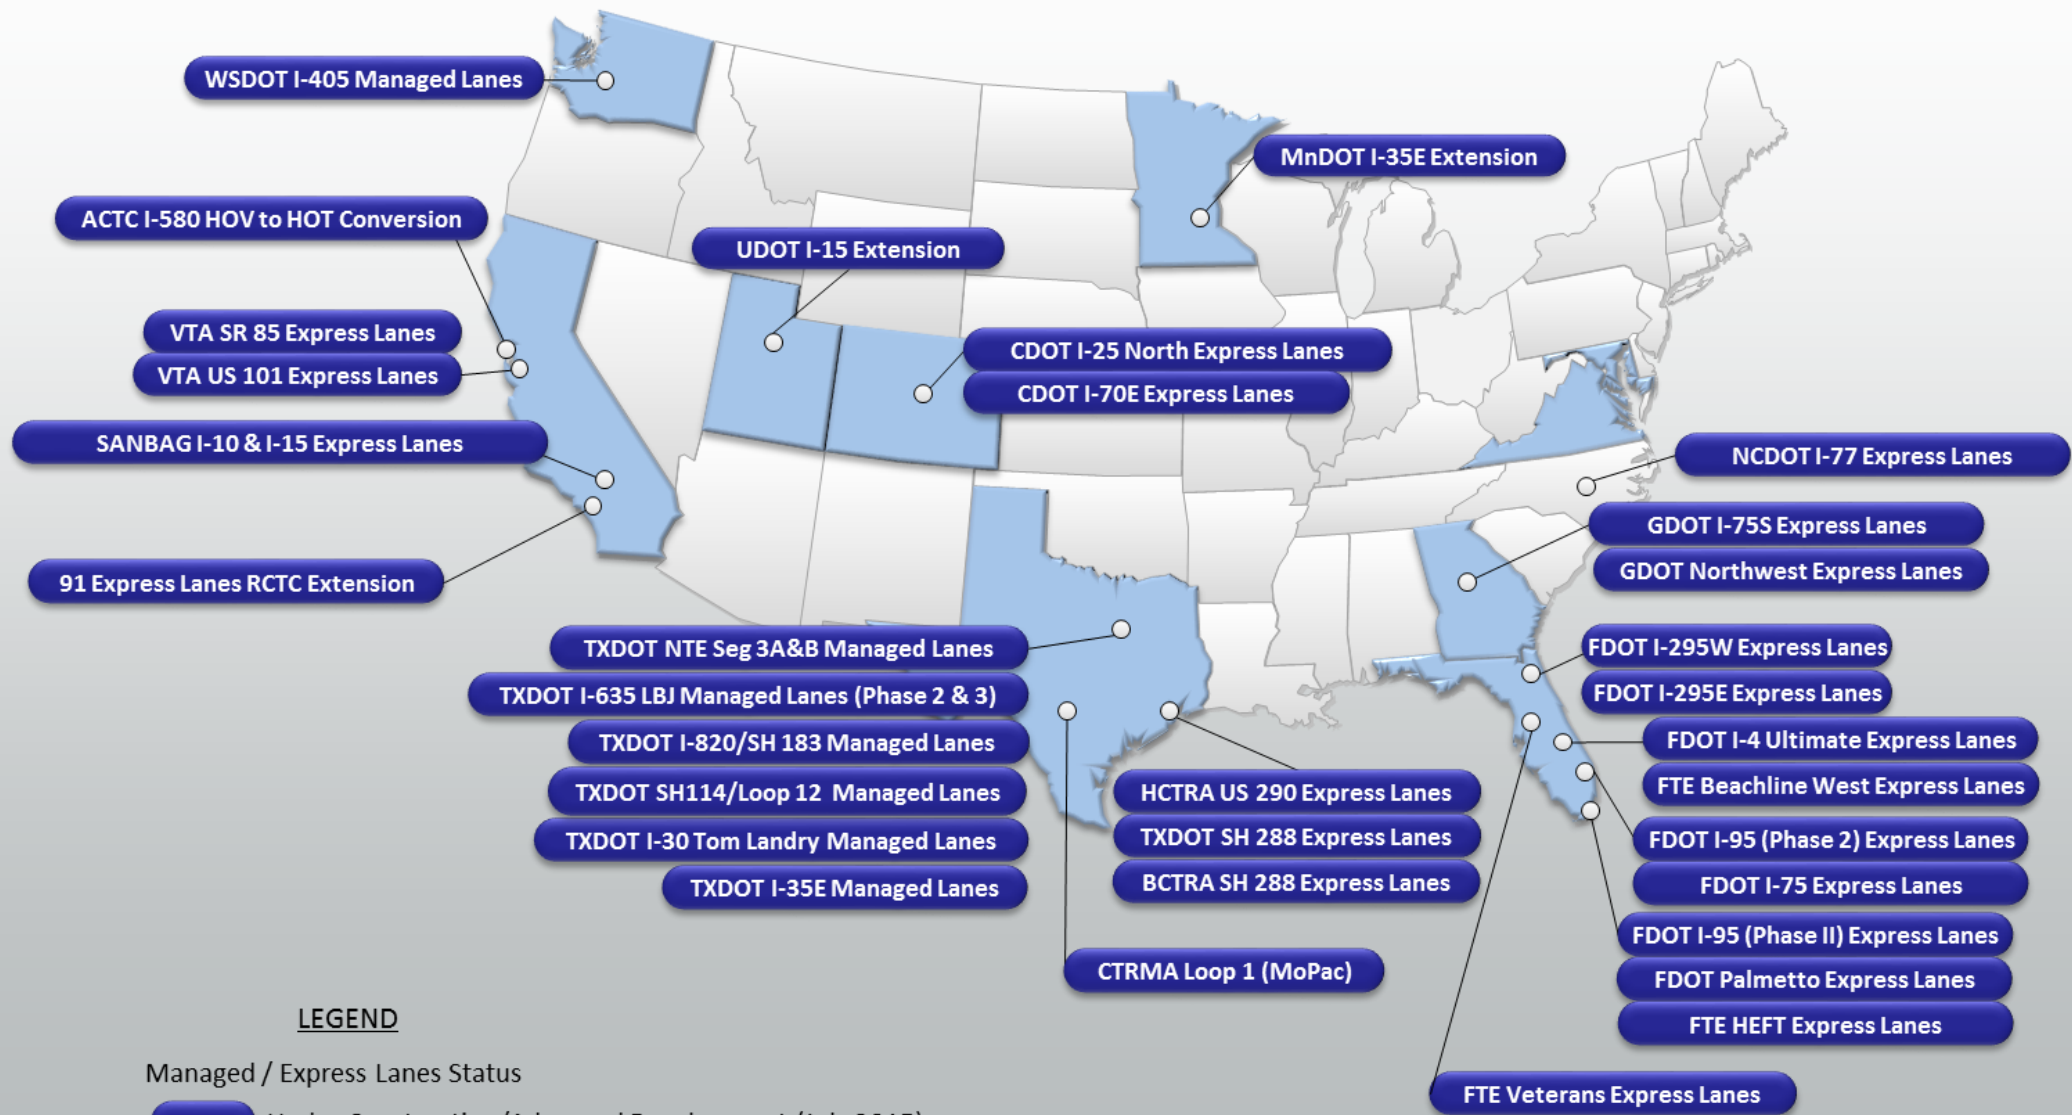 WSDOT I-405 Managed Lanes
MnDOT I-35E Extension
ACTC I-580 HOV to HOT Conversion
UDOT I-15 Extension
VTA SR 85 Express Lanes
VTA US 101 Express Lanes
CDOT I-25 North Express Lanes
CDOT I-70E Express Lanes
SANBAG I-10 & I-15 Express Lanes
NCDOT I-77 Express Lanes
GDOT I-75S Express Lanes
GDOT Northwest Express Lanes
91 Express Lanes RCTC Extension
TXDOT NTE Seg 3A&B Managed Lanes
TXDOT I-635 LBJ Managed Lanes (Phase 2 & 3)
TXDOT I-820/SH 183 Managed Lanes
TXDOT SH114/Loop 12 Managed Lanes
TXDOT I-30 Tom Landry Managed Lanes
TXDOT I-35E Managed Lanes
HCTRA US 290 Express Lanes
TXDOT SH 288 Express Lanes
BCTRA SH 288 Express Lanes
CTRMA Loop 1 (MoPac)
FDOT I-295W Express Lanes
FDOT I-295E Express Lanes
FDOT I-4 Ultimate Express Lanes
FTE Beachline West Express Lanes
FDOT I-95 (Phase 2) Express Lanes
FDOT I-75 Express Lanes
FDOT I-95 (Phase II) Express Lanes
FDOT Palmetto Express Lanes
FTE HEFT Express Lanes
FTE Veterans Express Lanes
LEGEND
Managed / Express Lanes Status